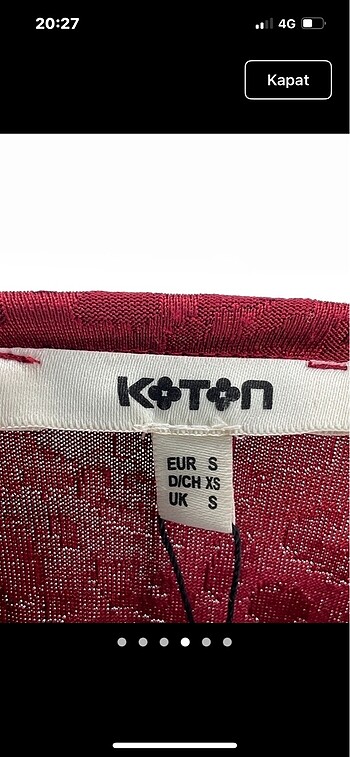 20:27
4G
Kapat
KOTON
EUR S
D/CH XS
UK S